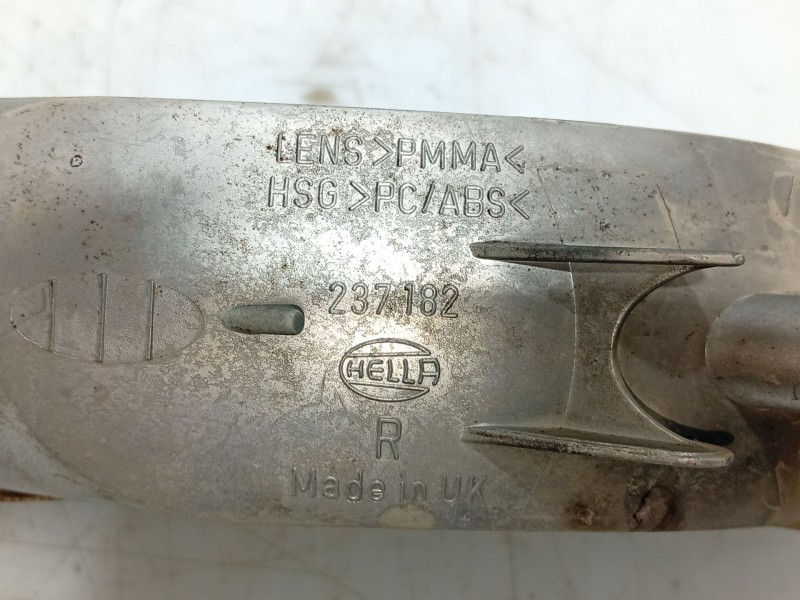 LENS >PMMA<
HSG >PC/ABS<
237182
HELLA
R
Made in UK